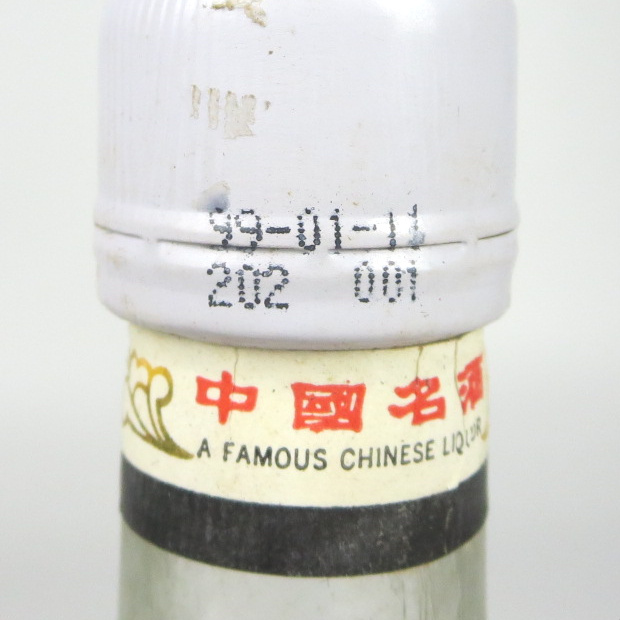 99-01-11
202 001
中國名酒
A FAMOUS CHINESE LIQUOR